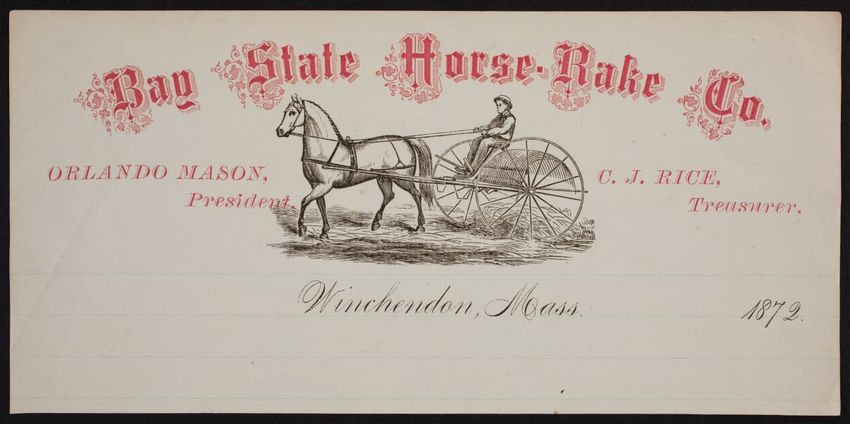 Bay State Horse-Rake Co.
ORLANDO MASON,
President.
C. J. RICE,
Treasurer.
Winchendon, Mass. 1872.